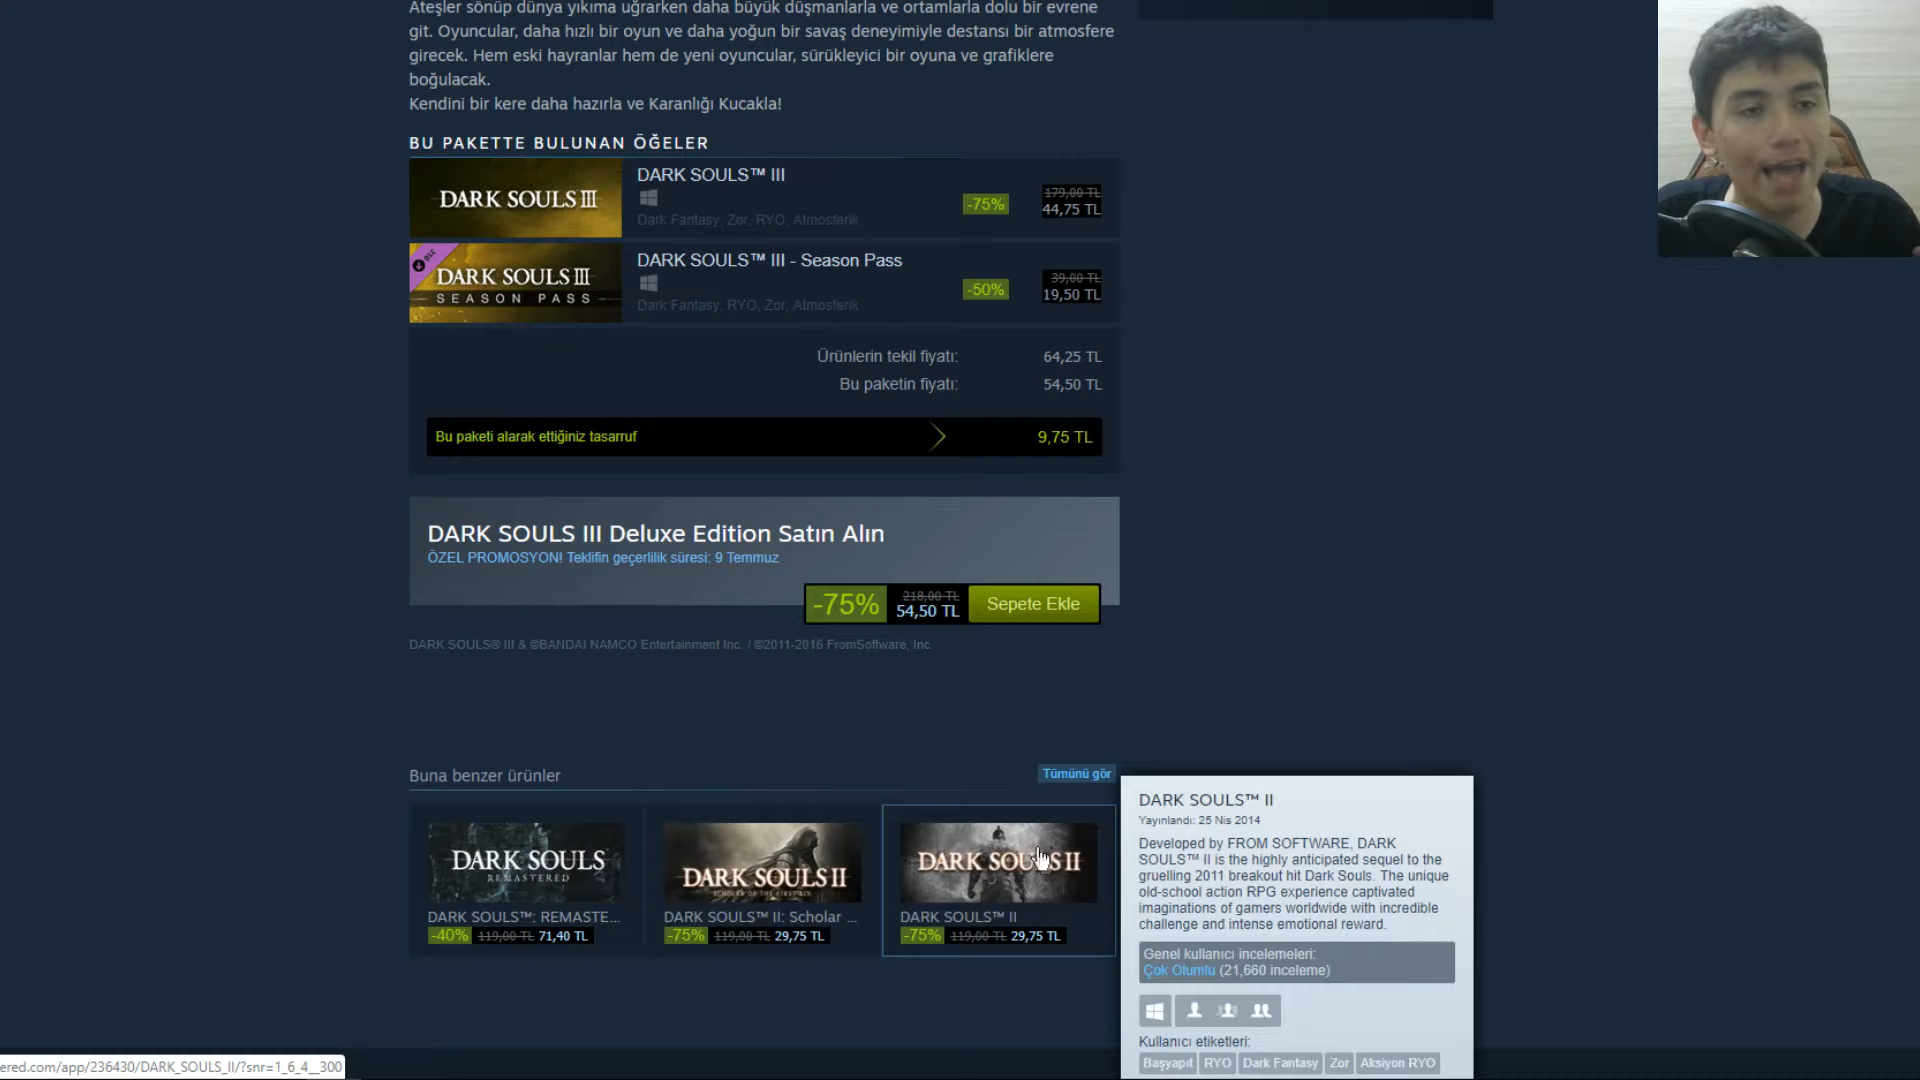 Ateşler sönüp dünya yıkıma uğrarken daha büyük düşmanlarla ve ortamlarla dolu bir evrene
git. Oyuncular, daha hızlı bir oyun ve daha yoğun bir savaş deneyimiyle destansı bir atmosfere
girecek. Hem eski hayranlar hem de yeni oyuncular, sürükleyici bir oyuna ve grafiklere
boğulacak.
Kendini bir kere daha hazırla ve Karanlığı Kucakla!
BU PAKETTE BULUNAN ÖĞELER
DARK SOULS III
DARK SOULS™ III
Dark Fantasy, Zor, RYO, Atmosferik
-75%
179,00 TL
44,75 TL
DLC
DARK SOULS III
SEASON PASS
DARK SOULS™ III - Season Pass
Dark Fantasy, RYO, Zor, Atmosferik
-50%
39,00 TL
19,50 TL
Ürünlerin tekil fiyatı: 64,25 TL
Bu paketin fiyatı: 54,50 TL
Bu paketi alarak ettiğiniz tasarruf 9,75 TL
DARK SOULS III Deluxe Edition Satın Alın
ÖZEL PROMOSYON! Teklifin geçerlilik süresi: 9 Temmuz
-75%
218,00 TL
54,50 TL
Sepete Ekle
DARK SOULS® III & ©BANDAI NAMCO Entertainment Inc. / ©2011-2016 FromSoftware, Inc.
Buna benzer ürünler
Tümünü gör
DARK SOULS
REMASTERED
DARK SOULS™: REMASTE...
-40% 119,00 TL 71,40 TL
DARK SOULS II
SCHOLAR OF THE FIRST SIN
DARK SOULS™ II: Scholar ...
-75% 119,00 TL 29,75 TL
DARK SOULS II
DARK SOULS™ II
-75% 119,00 TL 29,75 TL
DARK SOULS™ II
Yayınlandı: 25 Nis 2014
Developed by FROM SOFTWARE, DARK
SOULS™ II is the highly anticipated sequel to the
gruelling 2011 breakout hit Dark Souls. The unique
old-school action RPG experience captivated
imaginations of gamers worldwide with incredible
challenge and intense emotional reward.
Genel kullanıcı incelemeleri:
Çok Olumlu (21,660 inceleme)
Kullanıcı etiketleri:
Başyapıt RYO Dark Fantasy Zor Aksiyon RYO
ered.com/app/236430/DARK_SOULS_II/?snr=1_6_4__300